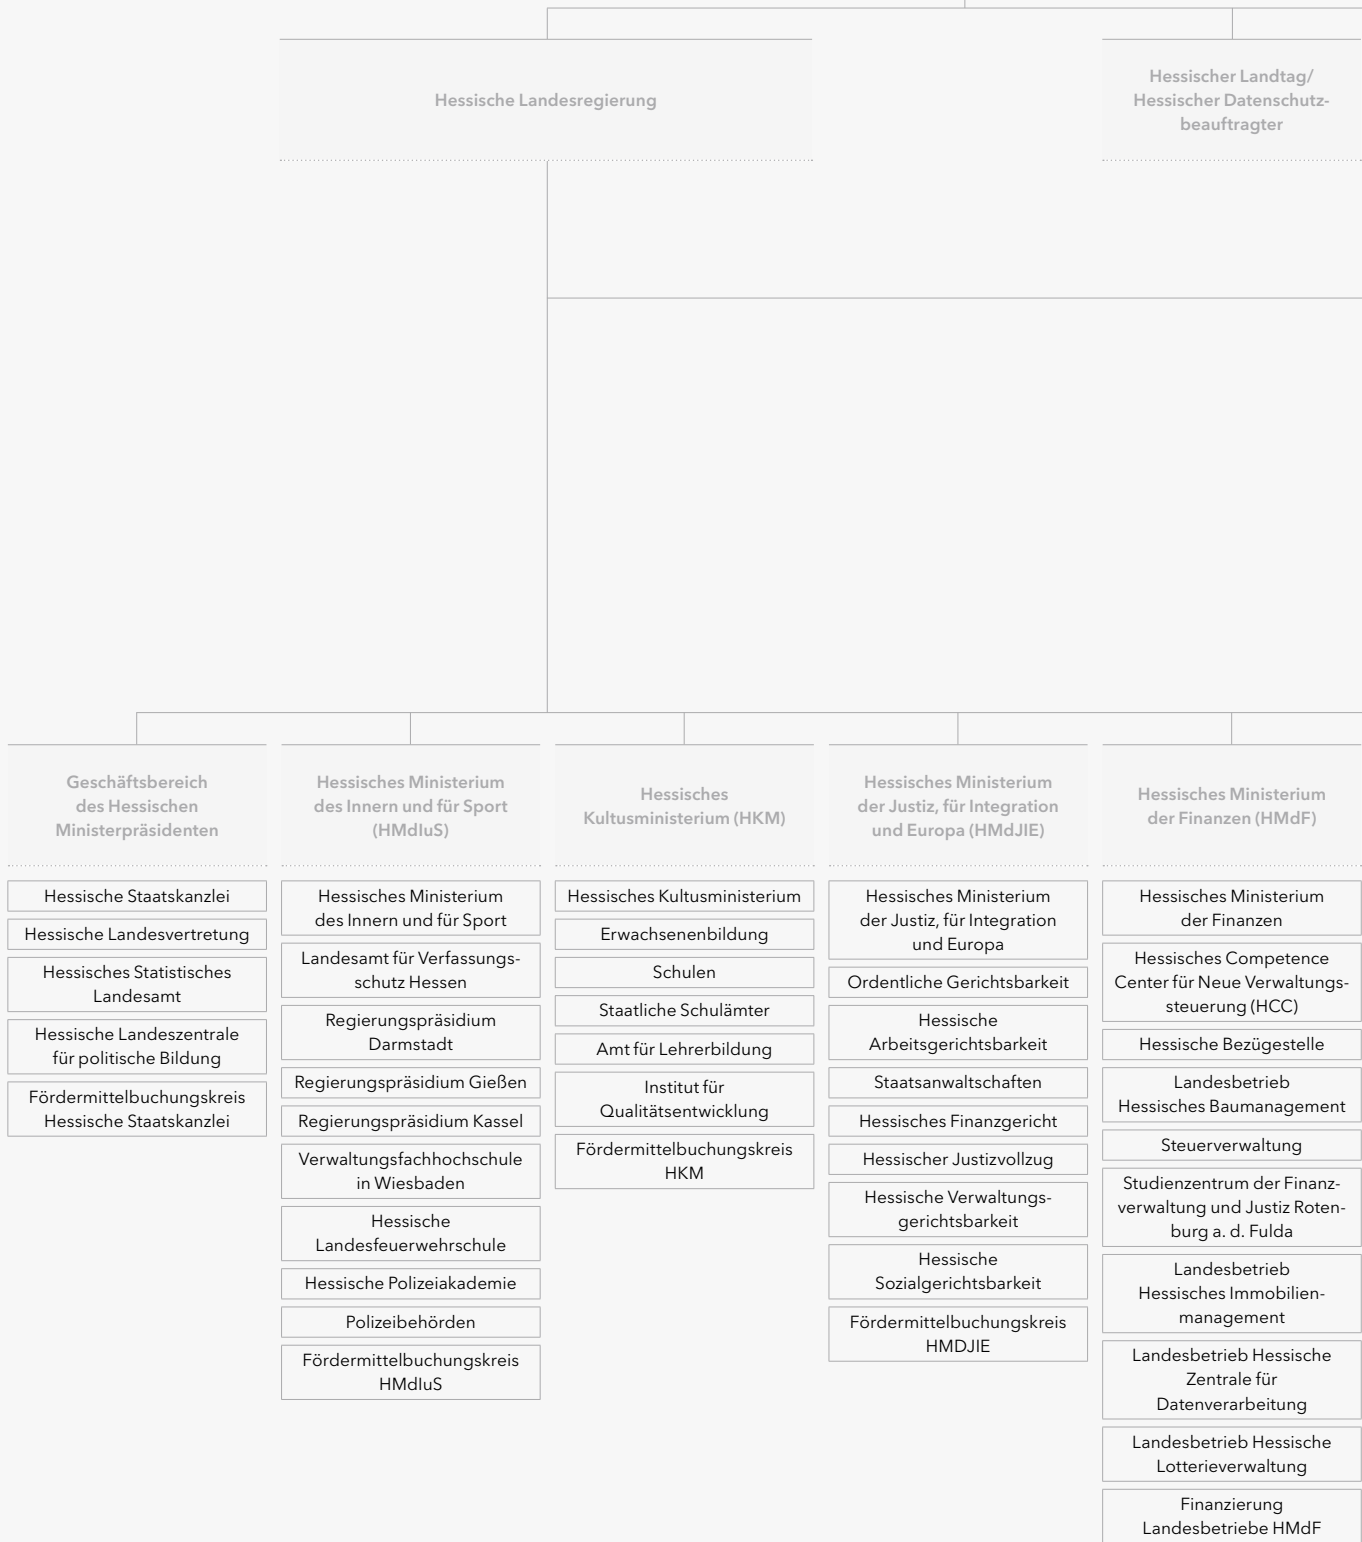 Hessische Landesregierung
Hessischer Landtag/
Hessischer Datenschutz-
beauftragter
Geschäftsbereich
des Hessischen
Ministerpräsidenten
Hessische Staatskanzlei
Hessische Landesvertretung
Hessisches Statistisches
Landesamt
Hessische Landeszentrale
für politische Bildung
Fördermittelbuchungskreis
Hessische Staatskanzlei
Hessisches Ministerium
des Innern und für Sport
(HMdIuS)
Hessisches Ministerium
des Innern und für Sport
Landesamt für Verfassungs-
schutz Hessen
Regierungspräsidium
Darmstadt
Regierungspräsidium Gießen
Regierungspräsidium Kassel
Verwaltungsfachhochschule
in Wiesbaden
Hessische
Landesfeuerwehrschule
Hessische Polizeiakademie
Polizeibehörden
Fördermittelbuchungskreis
HMdIuS
Hessisches
Kultusministerium (HKM)
Hessisches Kultusministerium
Erwachsenenbildung
Schulen
Staatliche Schulämter
Amt für Lehrerbildung
Institut für
Qualitätsentwicklung
Fördermittelbuchungskreis
HKM
Hessisches Ministerium
der Justiz, für Integration
und Europa (HMdJIE)
Hessisches Ministerium
der Justiz, für Integration
und Europa
Ordentliche Gerichtsbarkeit
Hessische
Arbeitsgerichtsbarkeit
Staatsanwaltschaften
Hessisches Finanzgericht
Hessischer Justizvollzug
Hessische Verwaltungs-
gerichtsbarkeit
Hessische
Sozialgerichtsbarkeit
Fördermittelbuchungskreis
HMDJIE
Hessisches Ministerium
der Finanzen (HMdF)
Hessisches Ministerium
der Finanzen
Hessisches Competence
Center für Neue Verwaltungs-
steuerung (HCC)
Hessische Bezügestelle
Landesbetrieb
Hessisches Baumanagement
Steuerverwaltung
Studienzentrum der Finanz-
verwaltung und Justiz Roten-
burg a. d. Fulda
Landesbetrieb
Hessisches Immobilien-
management
Landesbetrieb Hessische
Zentrale für
Datenverarbeitung
Landesbetrieb Hessische
Lotterieverwaltung
Finanzierung
Landesbetriebe HMdF